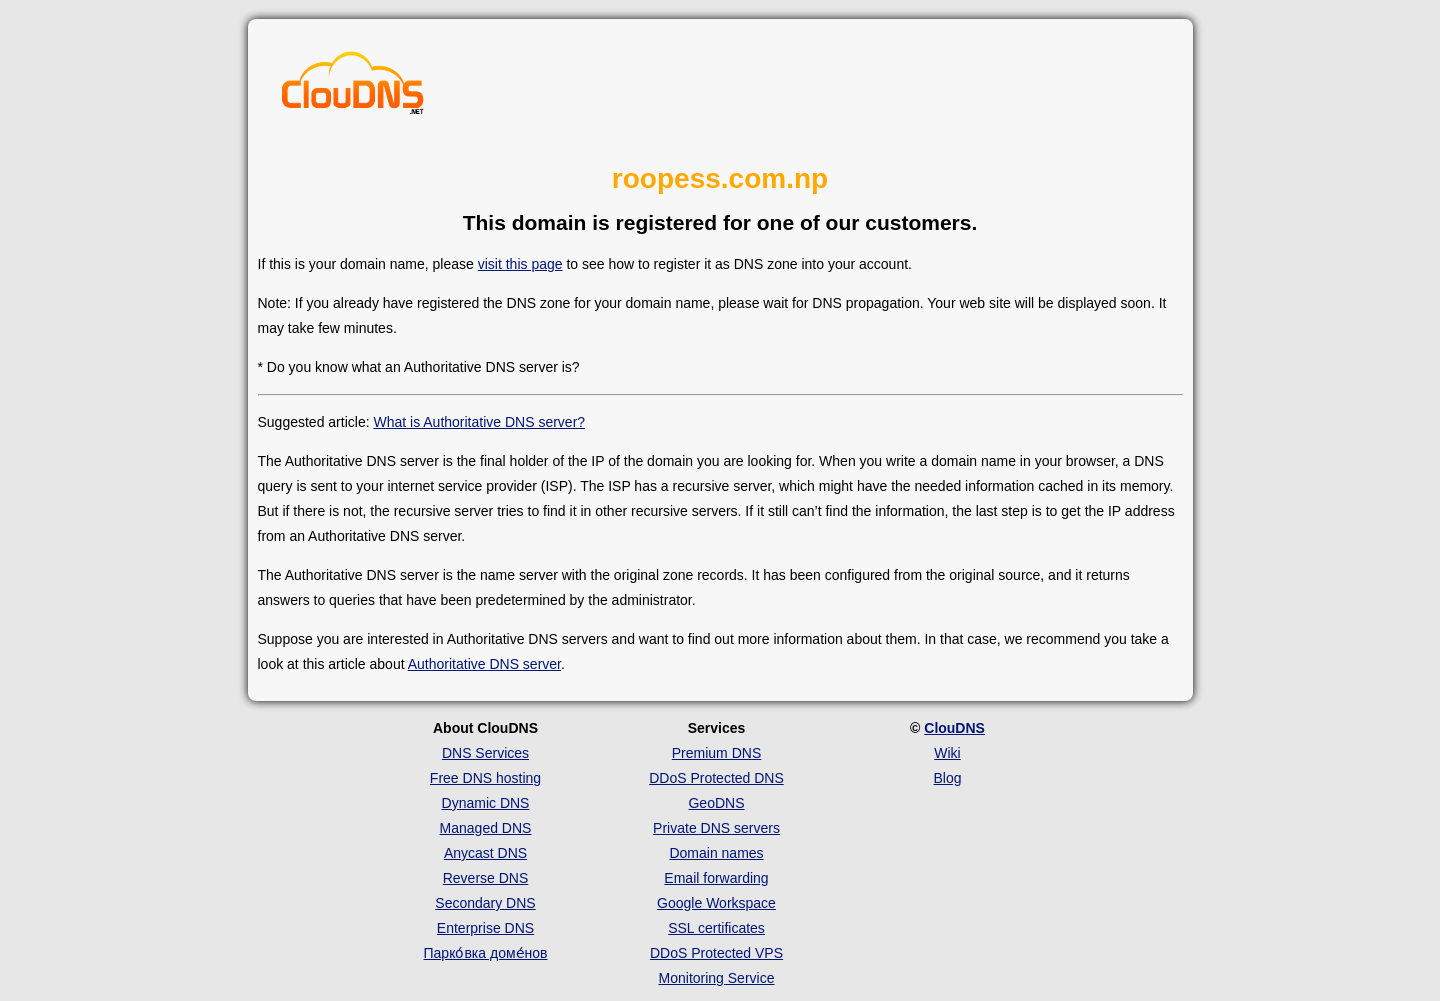 ClouDNS
.NET
roopess.com.np
This domain is registered for one of our customers.
If this is your domain name, please visit this page to see how to register it as DNS zone into your account.
Note: If you already have registered the DNS zone for your domain name, please wait for DNS propagation. Your web site will be displayed soon. It
may take few minutes.
* Do you know what an Authoritative DNS server is?
Suggested article: What is Authoritative DNS server?
The Authoritative DNS server is the final holder of the IP of the domain you are looking for. When you write a domain name in your browser, a DNS
query is sent to your internet service provider (ISP). The ISP has a recursive server, which might have the needed information cached in its memory.
But if there is not, the recursive server tries to find it in other recursive servers. If it still can’t find the information, the last step is to get the IP address
from an Authoritative DNS server.
The Authoritative DNS server is the name server with the original zone records. It has been configured from the original source, and it returns
answers to queries that have been predetermined by the administrator.
Suppose you are interested in Authoritative DNS servers and want to find out more information about them. In that case, we recommend you take a
look at this article about Authoritative DNS server.
About ClouDNS
DNS Services
Free DNS hosting
Dynamic DNS
Managed DNS
Anycast DNS
Reverse DNS
Secondary DNS
Enterprise DNS
Парко́вка доме́нов
Services
Premium DNS
DDoS Protected DNS
GeoDNS
Private DNS servers
Domain names
Email forwarding
Google Workspace
SSL certificates
DDoS Protected VPS
Monitoring Service
© ClouDNS
Wiki
Blog